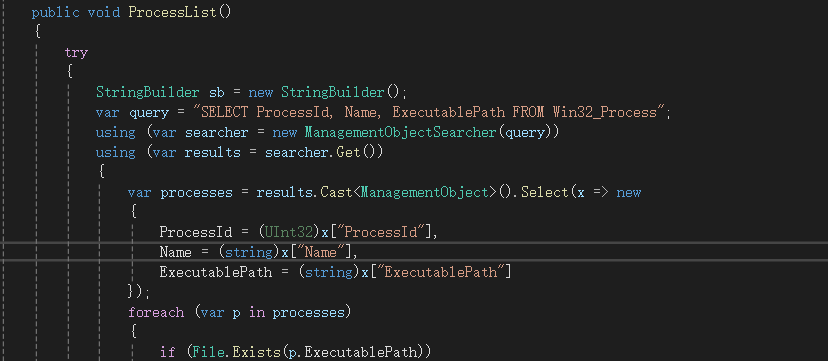 public void ProcessList()
{
try
{
StringBuilder sb = new StringBuilder();
var query = "SELECT ProcessId, Name, ExecutablePath FROM Win32_Process";
using (var searcher = new ManagementObjectSearcher(query))
using (var results = searcher.Get())
{
var processes = results.Cast<ManagementObject>().Select(x => new
{
ProcessId = (UInt32)x["ProcessId"],
Name = (string)x["Name"],
ExecutablePath = (string)x["ExecutablePath"]
});
foreach (var p in processes)
{
if (File.Exists(p.ExecutablePath))